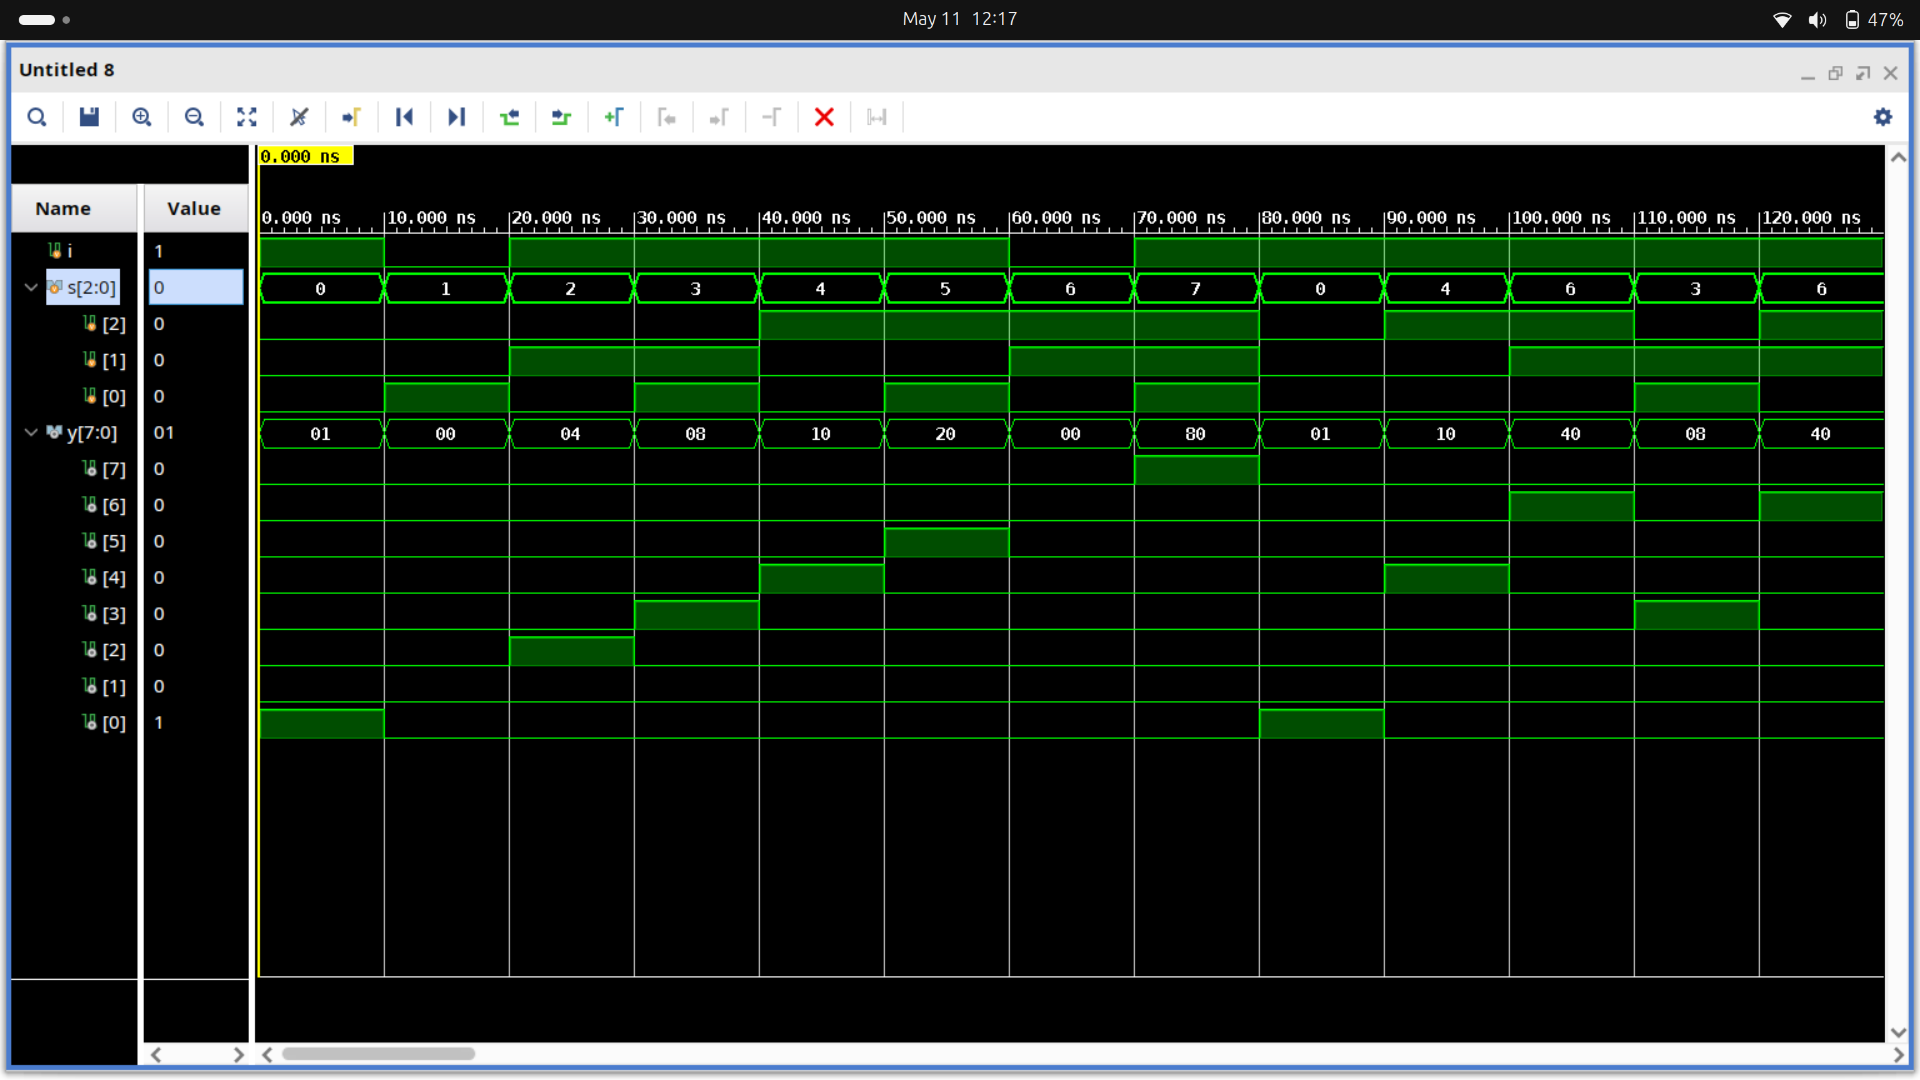 May 11 12:17
47%
Untitled 8
0.000 ns
Name Value
0.000 ns 10.000 ns 20.000 ns 30.000 ns 40.000 ns 50.000 ns 60.000 ns 70.000 ns 80.000 ns 90.000 ns 100.000 ns 110.000 ns 120.000 ns
i 1
s[2:0] 0 0 1 2 3 4 5 6 7 0 4 6 3 6
[2] 0
[1] 0
[0] 0
y[7:0] 01 01 00 04 08 10 20 00 80 01 10 40 08 40
[7] 0
[6] 0
[5] 0
[4] 0
[3] 0
[2] 0
[1] 0
[0] 1